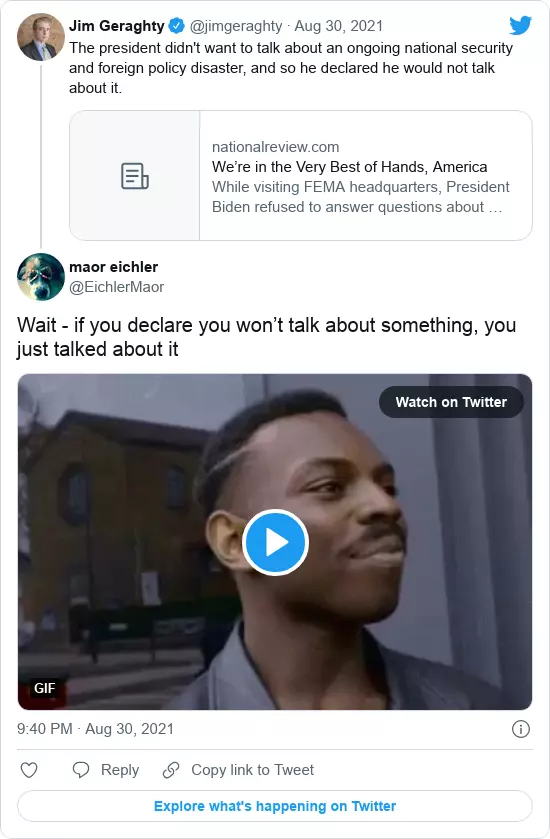 Jim Geraghty @jimgeraghty · Aug 30, 2021
The president didn't want to talk about an ongoing national security
and foreign policy disaster, and so he declared he would not talk
about it.
nationalreview.com
We’re in the Very Best of Hands, America
While visiting FEMA headquarters, President
Biden refused to answer questions about …
maor eichler
@EichlerMaor
Wait - if you declare you won’t talk about something, you
just talked about it
Watch on Twitter
GIF
9:40 PM · Aug 30, 2021
Reply
Copy link to Tweet
Explore what's happening on Twitter